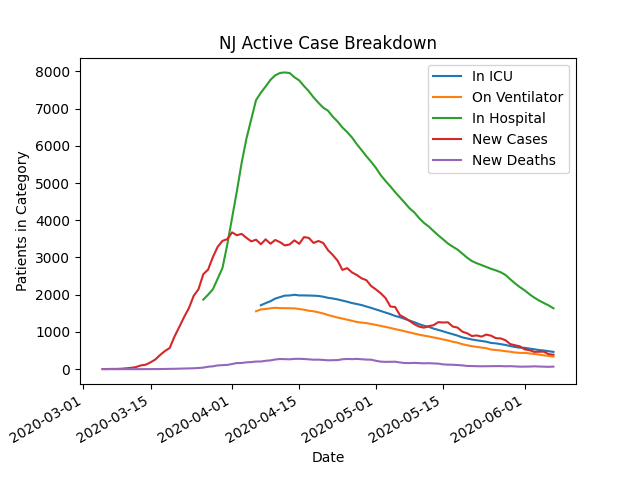 NJ Active Case Breakdown
In ICU
On Ventilator
In Hospital
New Cases
New Deaths
Patients in Category
8000
7000
6000
5000
4000
3000
2000
1000
0
2020-03-01
2020-03-15
2020-04-01
2020-04-15
2020-05-01
2020-05-15
2020-06-01
Date